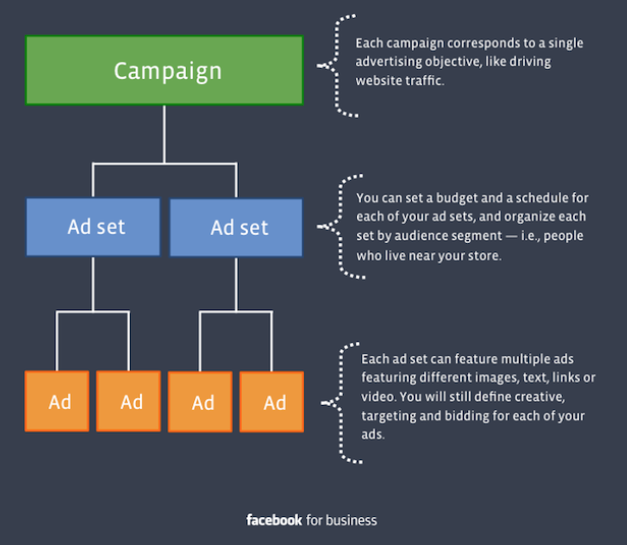 Campaign
Each campaign corresponds to a single
advertising objective, like driving
website traffic.
Ad set
Ad set
You can set a budget and a schedule for
each of your ad sets, and organize each
set by audience segment — i.e., people
who live near your store.
Ad
Ad
Ad
Ad
Each ad set can feature multiple ads
featuring different images, text, links or
video. You will still define creative,
targeting and bidding for each of your
ads.
facebook for business